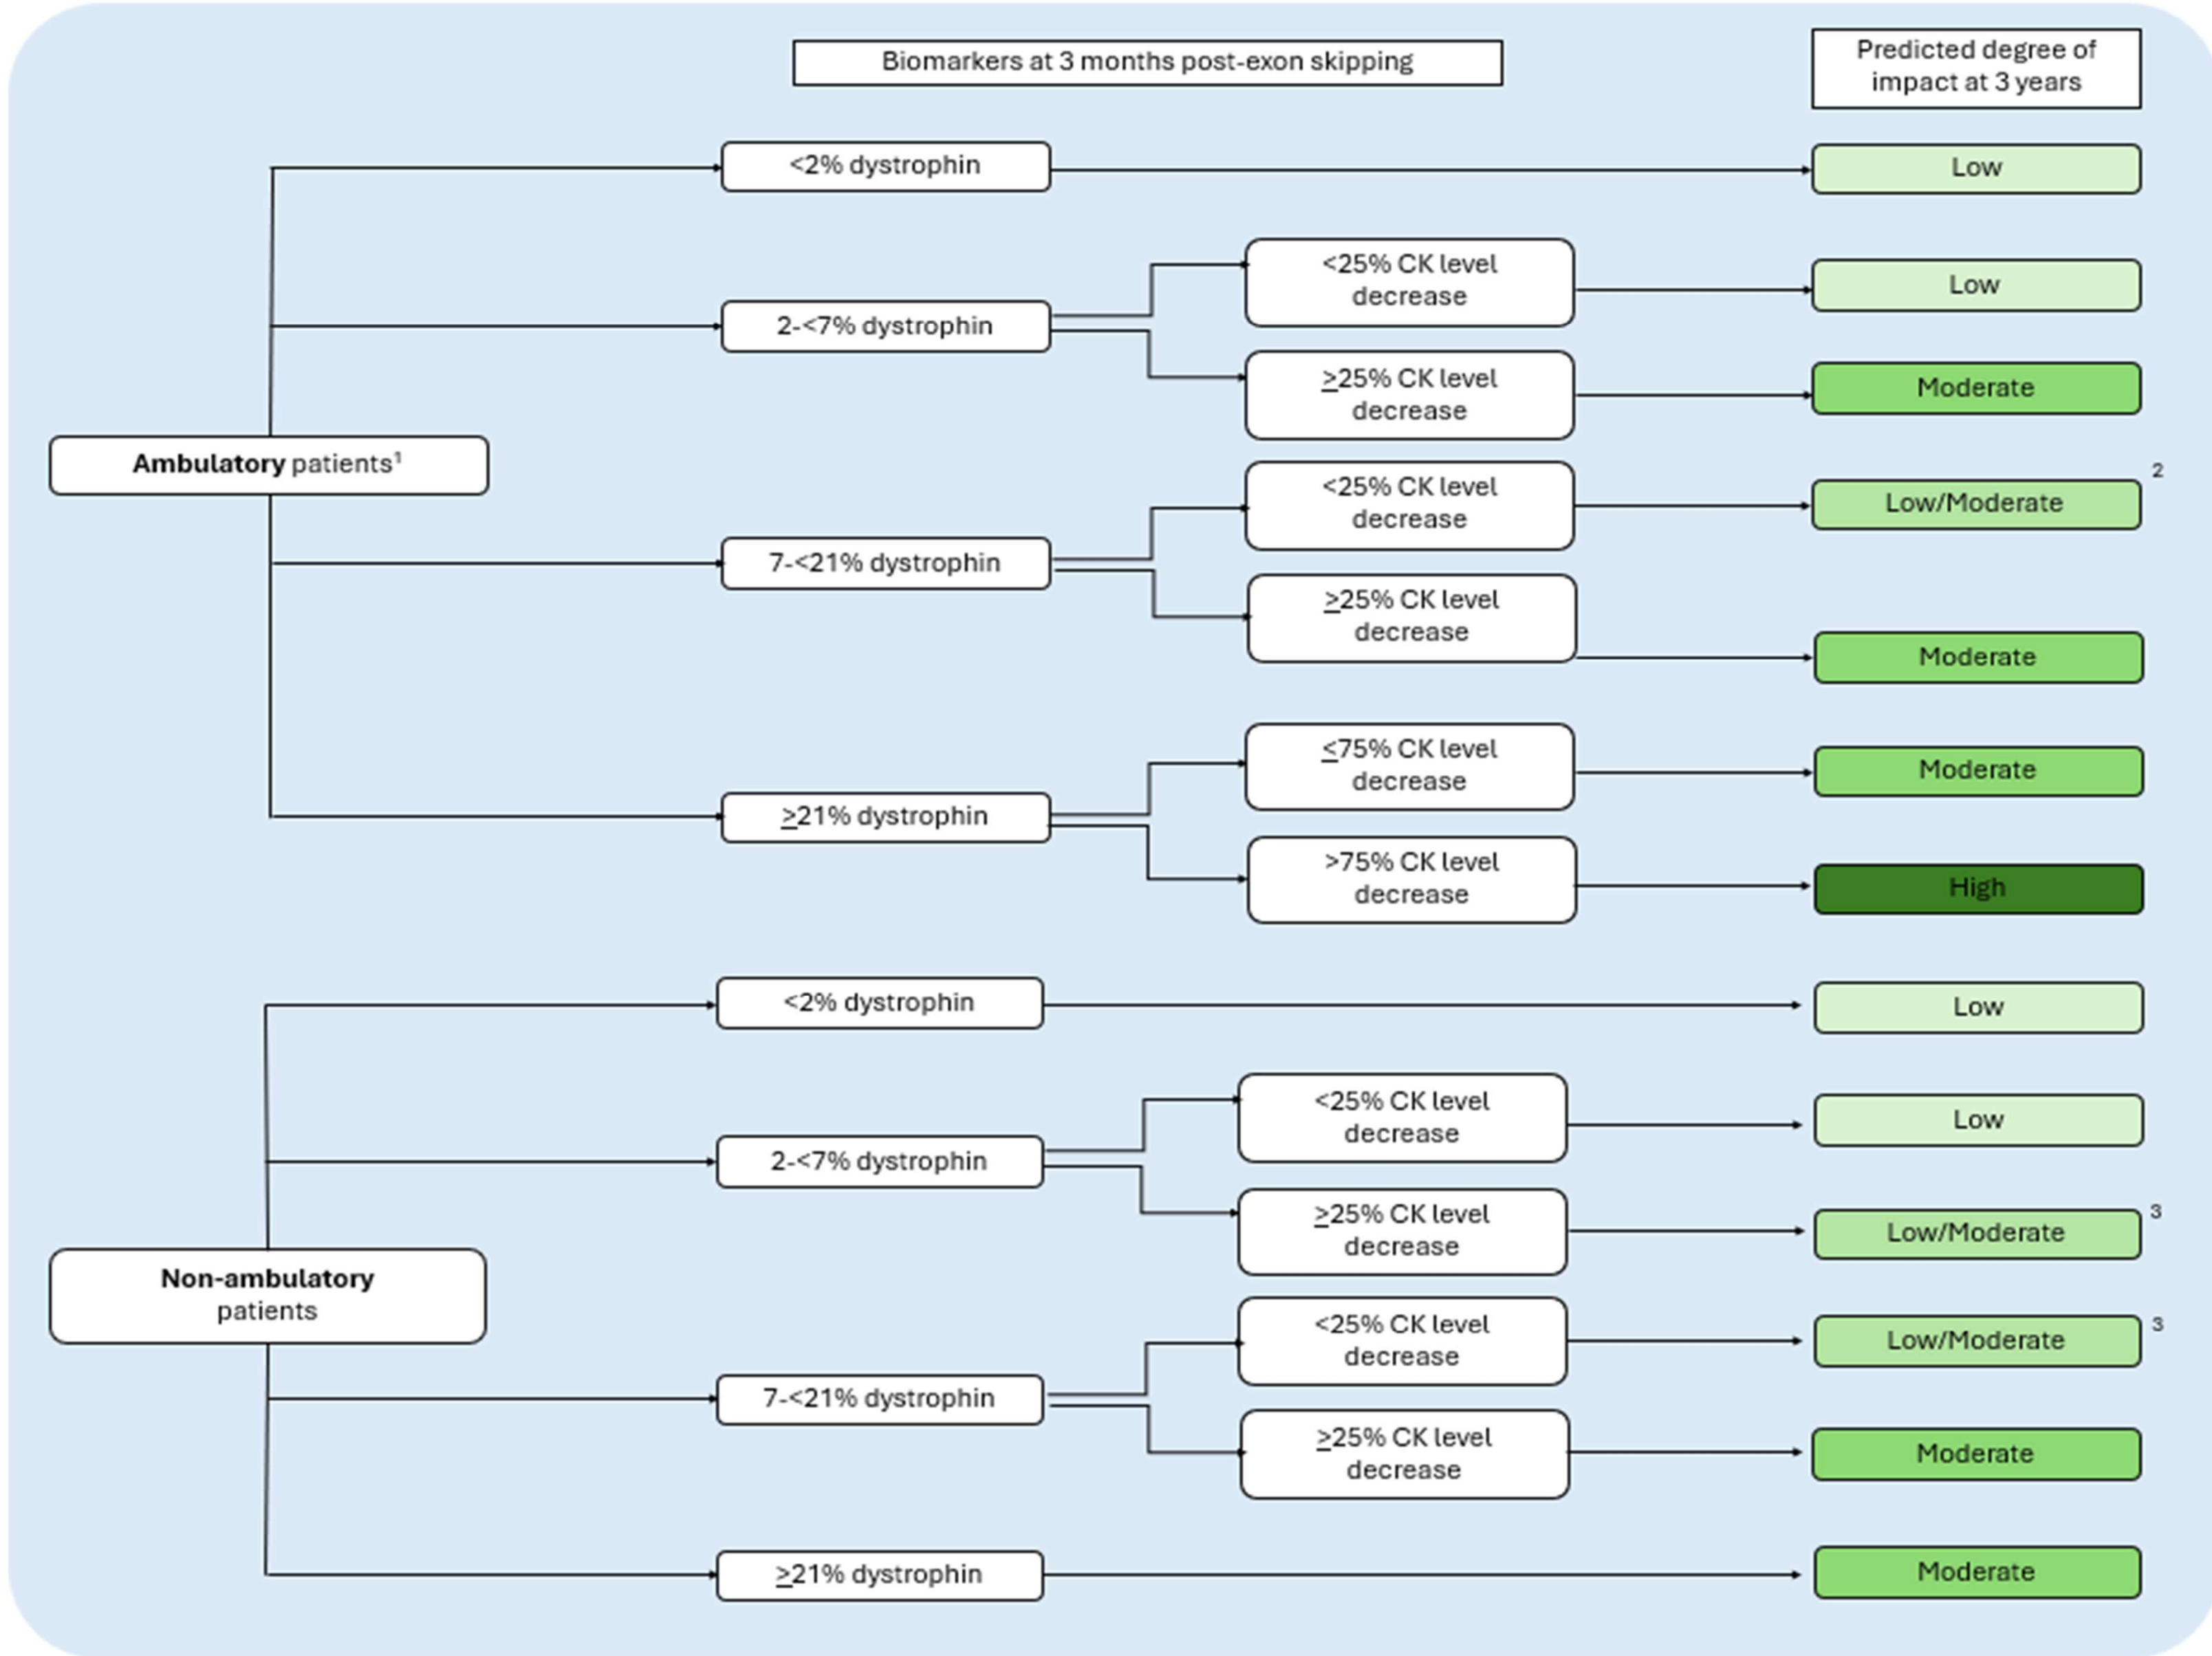 Biomarkers at 3 months post-exon skipping
Predicted degree of
impact at 3 years
<2% dystrophin
Low
<25% CK level
decrease
Low
2-<7% dystrophin
≥25% CK level
decrease
Moderate
Ambulatory patients¹
<25% CK level
decrease
Low/Moderate ²
7-<21% dystrophin
≥25% CK level
decrease
Moderate
≤75% CK level
decrease
Moderate
≥21% dystrophin
>75% CK level
decrease
High
<2% dystrophin
Low
<25% CK level
decrease
Low
2-<7% dystrophin
≥25% CK level
decrease
Low/Moderate ³
Non-ambulatory
patients
<25% CK level
decrease
Low/Moderate ³
7-<21% dystrophin
≥25% CK level
decrease
Moderate
≥21% dystrophin
Moderate